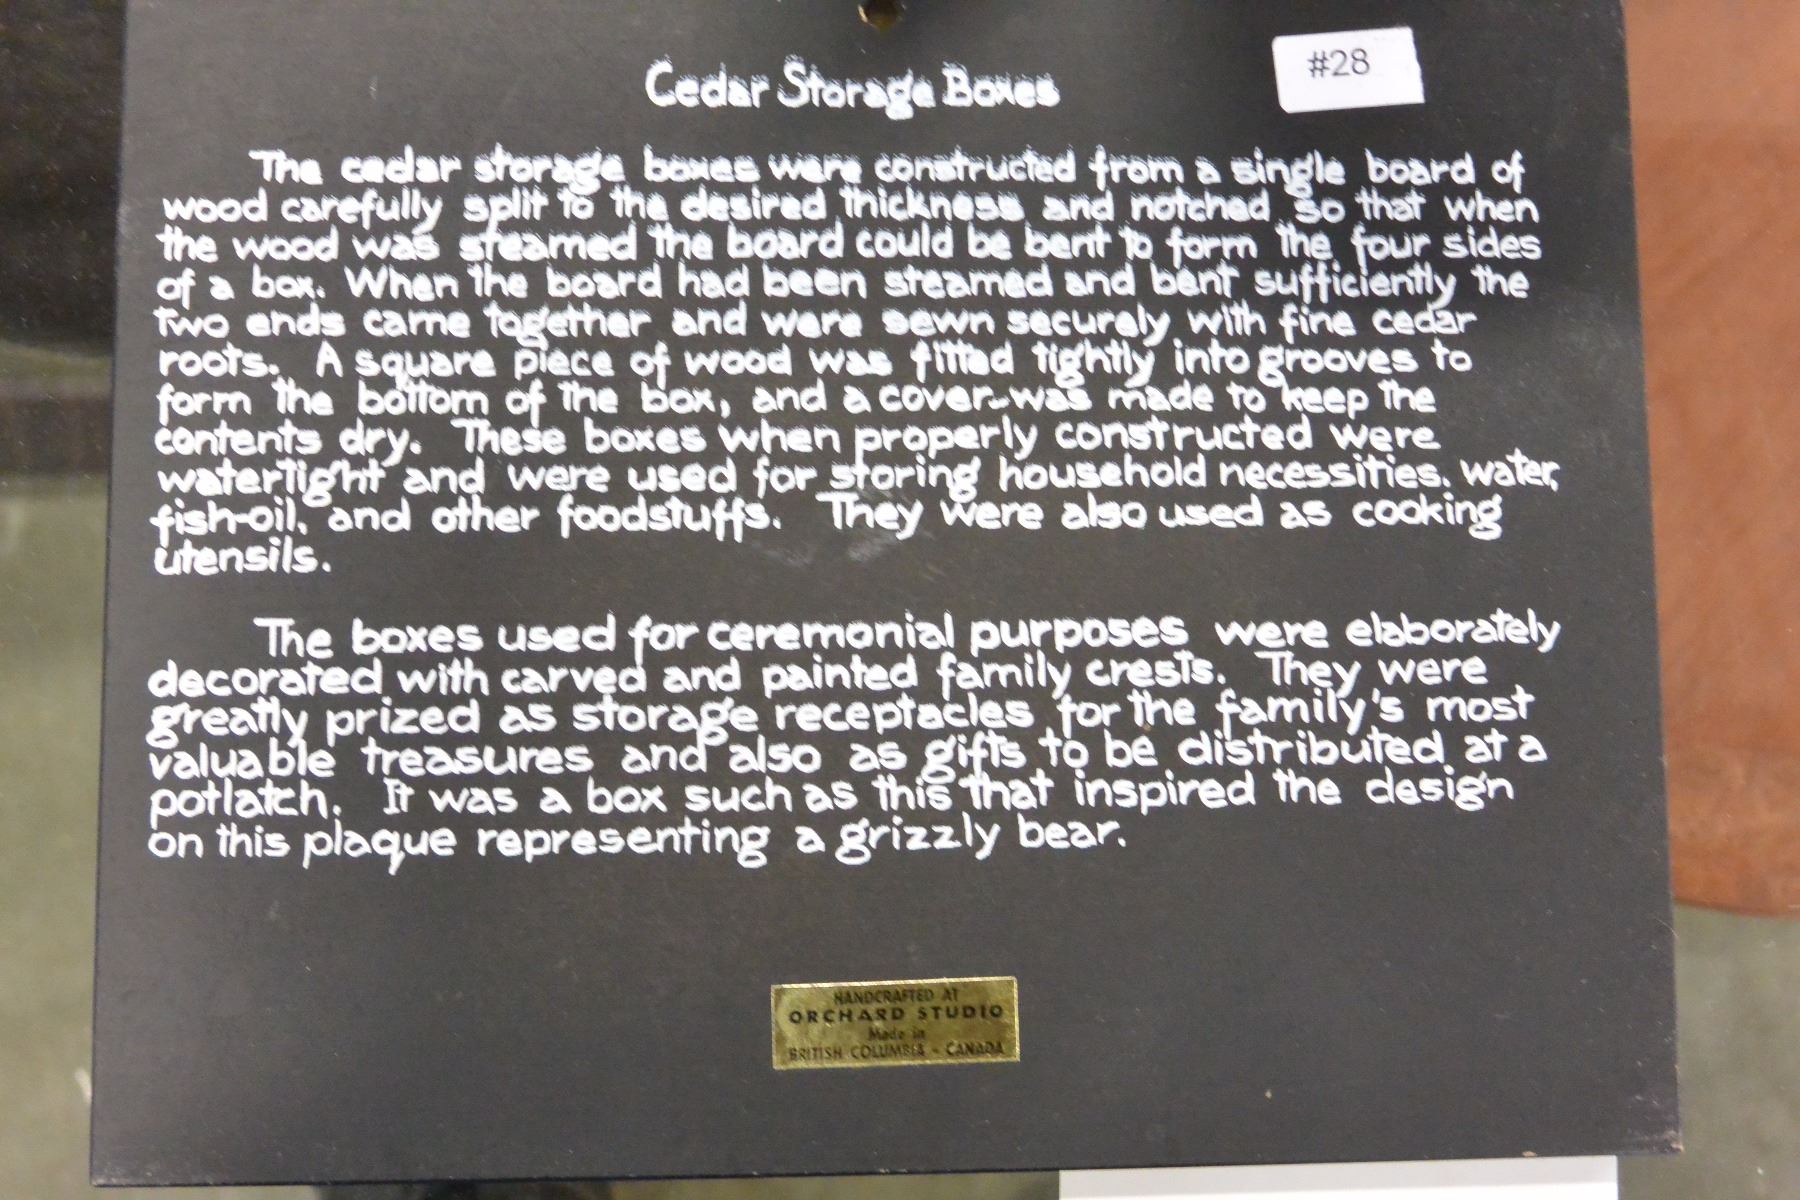 Cedar Storage Boxes
#28
The cedar storage boxes were constructed from a single board of
wood carefully split to the desired thickness and notched so that when
the wood was steamed the board could be bent to form the four sides
of a box. When the board had been steamed and bent sufficiently the
two ends came together and were sewn securely with fine cedar
roots. A square piece of wood was fitted tightly into grooves to
form the bottom of the box, and a cover was made to keep the
contents dry. These boxes when properly constructed were
watertight and were used for storing household necessities. water,
fish-oil, and other foodstuffs. They were also used as cooking
utensils.
The boxes used for ceremonial purposes were elaborately
decorated with carved and painted family crests. They were
greatly prized as storage receptacles for the family's most
valuable treasures and also as gifts to be distributed at a
potlatch. It was a box such as this that inspired the design
on this plaque representing a grizzly bear.
HANDCRAFTED AT
ORCHARD STUDIO
Made in
BRITISH COLUMBIA - CANADA